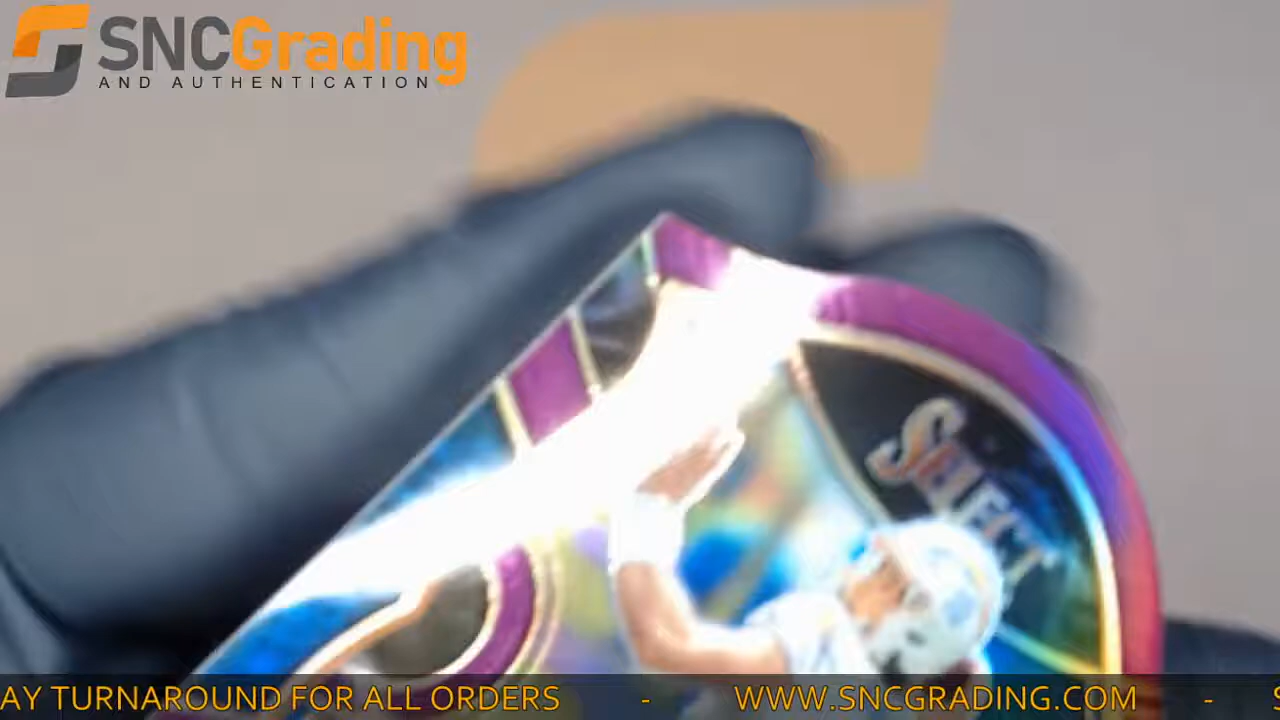 SNCGrading
AND AUTHENTICATION
SELECT
AY TURNAROUND FOR ALL ORDERS - WWW.SNCGRADING.COM - S